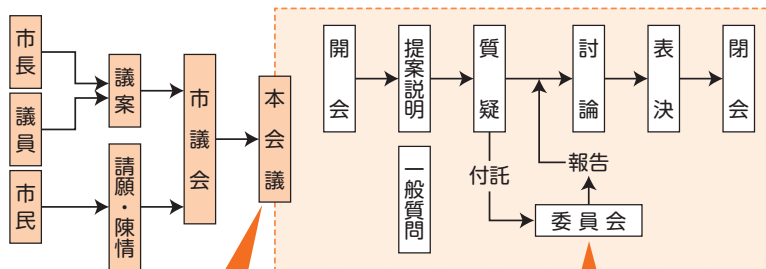 市長
議員
市民
議案
請願・陳情
市議会
本会議
開会
提案説明
一般質問
質疑
付託
報告
委員会
討論
表決
閉会